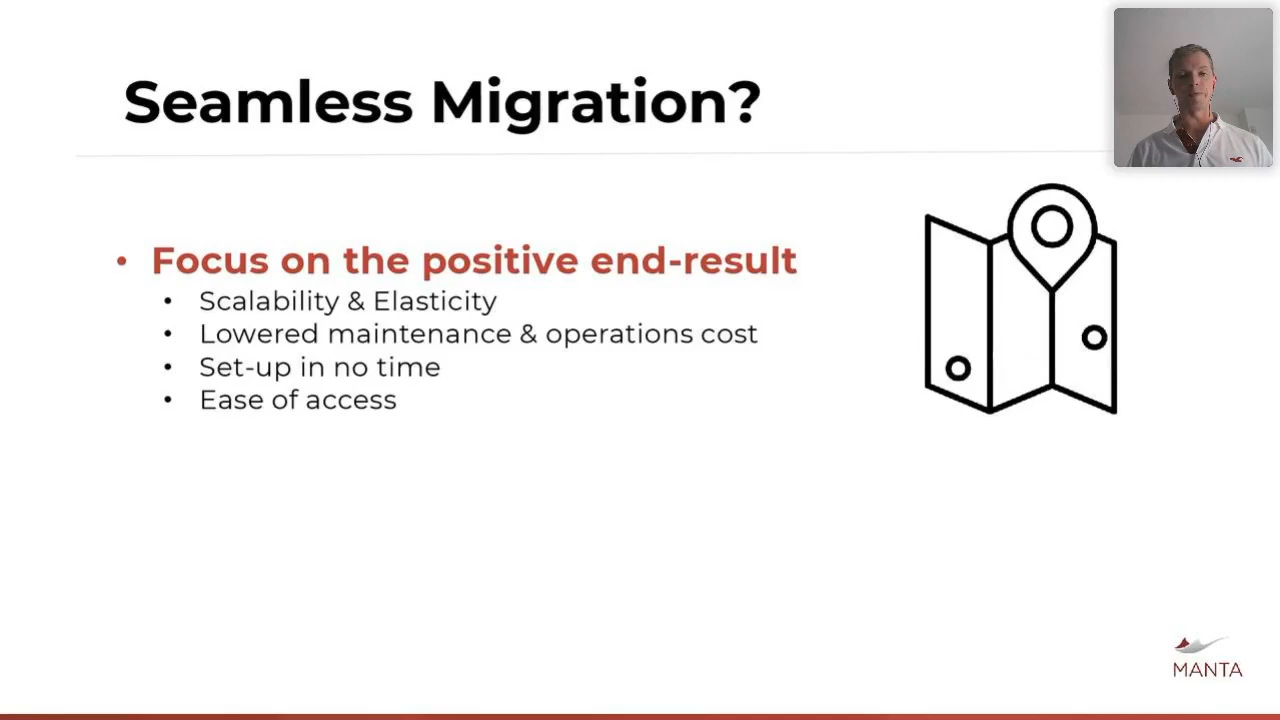 Seamless Migration?
• Focus on the positive end-result
• Scalability & Elasticity
• Lowered maintenance & operations cost
• Set-up in no time
• Ease of access
MANTA